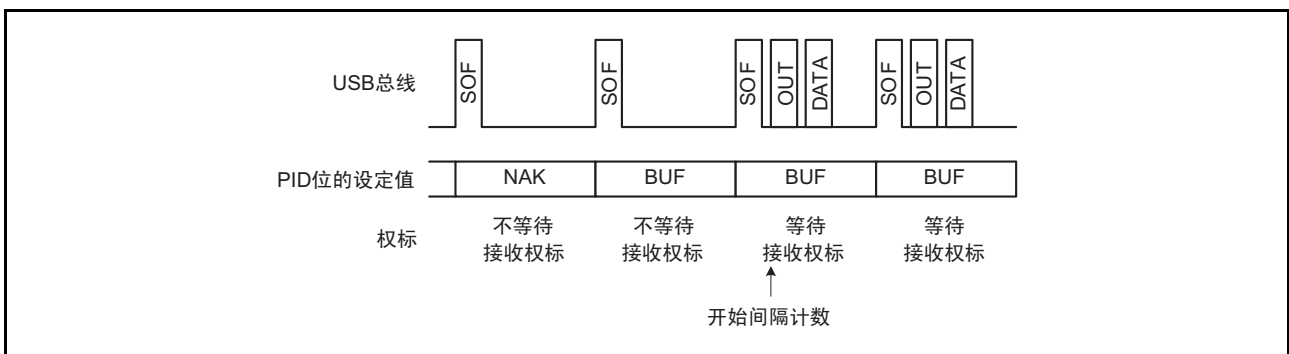 USB总线
SOF SOF SOF OUT DATA SOF OUT DATA
PID位的设定值 NAK BUF BUF BUF
权标
不等待 不等待 等待 等待
接收权标 接收权标 接收权标 接收权标
开始间隔计数